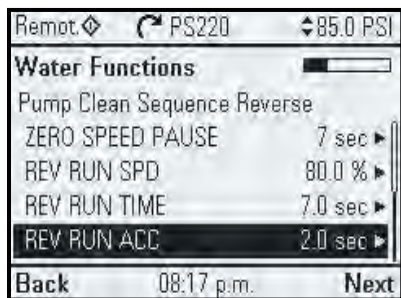 Remot. PS220 85.0 PSI
Water Functions
Pump Clean Sequence Reverse
ZERO SPEED PAUSE 7 sec
REV RUN SPD 80.0 %
REV RUN TIME 7.0 sec
REV RUN ACC 2.0 sec
Back 08:17 p.m. Next